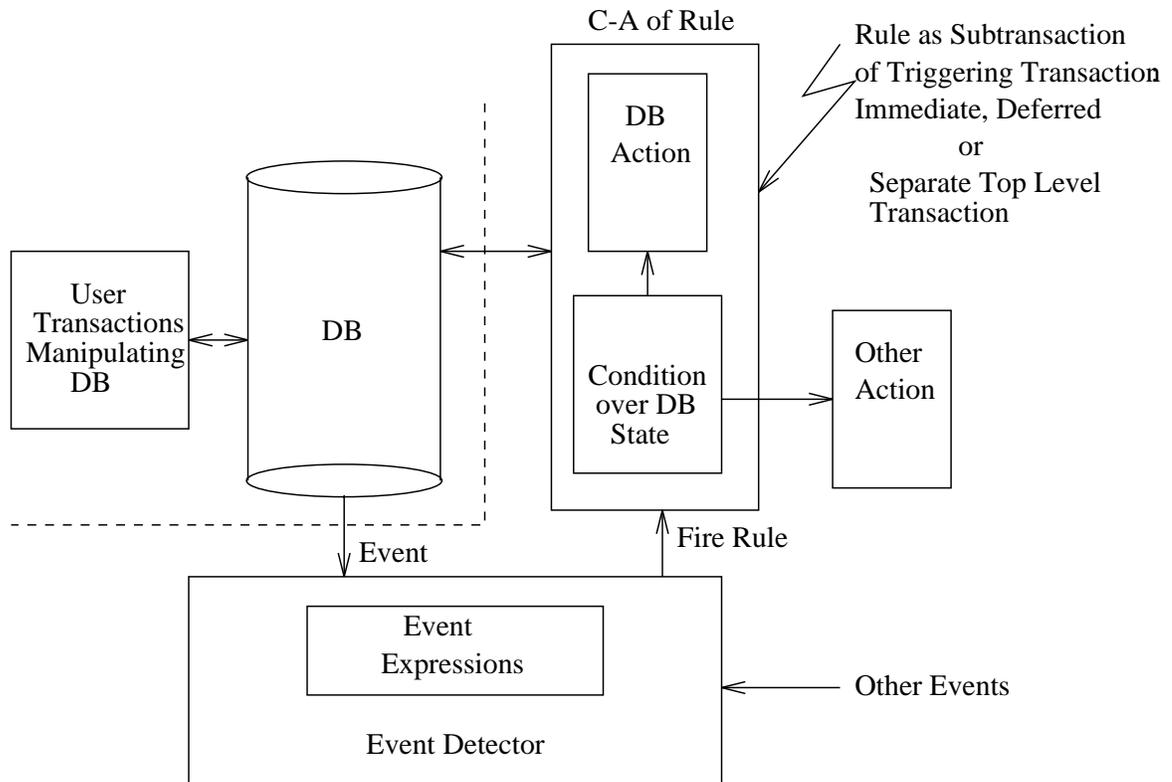 C-A of Rule
Rule as Subtransaction
of Triggering Transaction:
Immediate, Deferred
or
Separate Top Level
Transaction
DB
Action
User
Transactions
Manipulating
DB
DB
Condition
over DB
State
Other
Action
Event
Fire Rule
Event
Expressions
Other Events
Event Detector